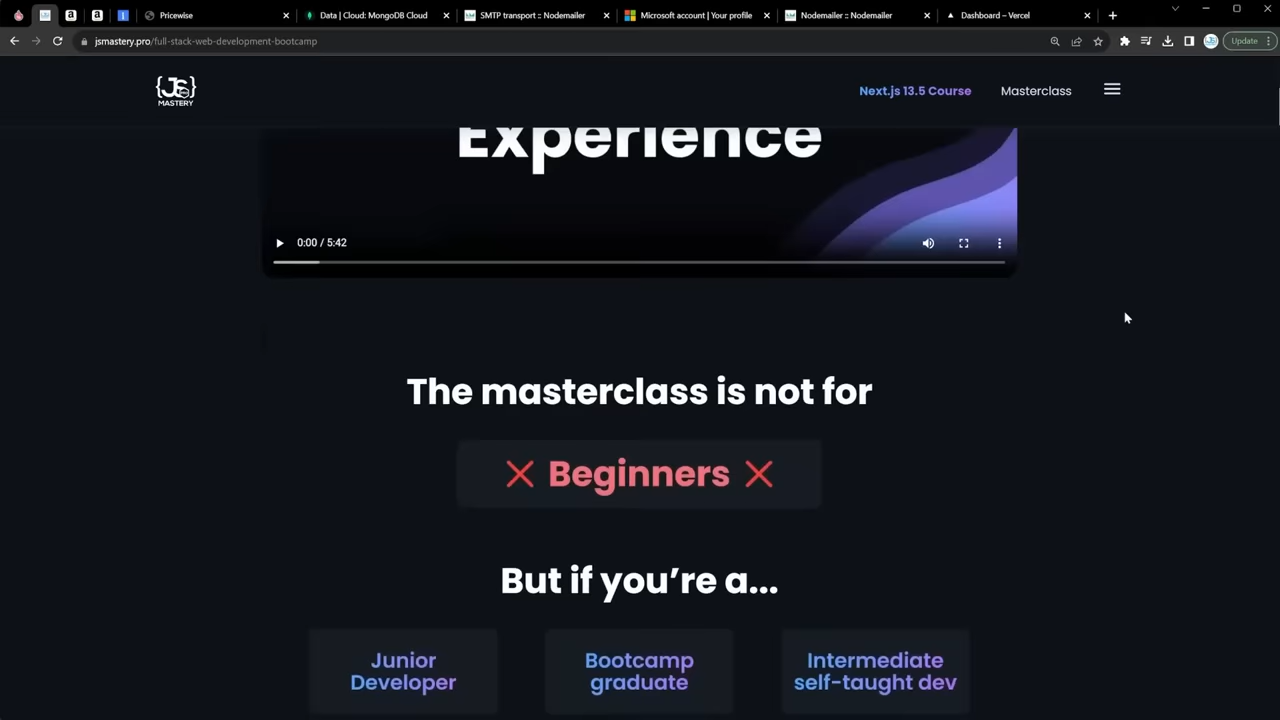 Pricewise
Data | Cloud: MongoDB Cloud
SMTP transport :: Nodemailer
Microsoft account | Your profile
Nodemailer :: Nodemailer
Dashboard – Vercel
jsmastery.pro/full-stack-web-development-bootcamp
Update
{JS}
MASTERY
Next.js 13.5 Course
Masterclass
Experience
0:00 / 5:42
The masterclass is not for
Beginners
But if you're a...
Junior
Developer
Bootcamp
graduate
Intermediate
self-taught dev